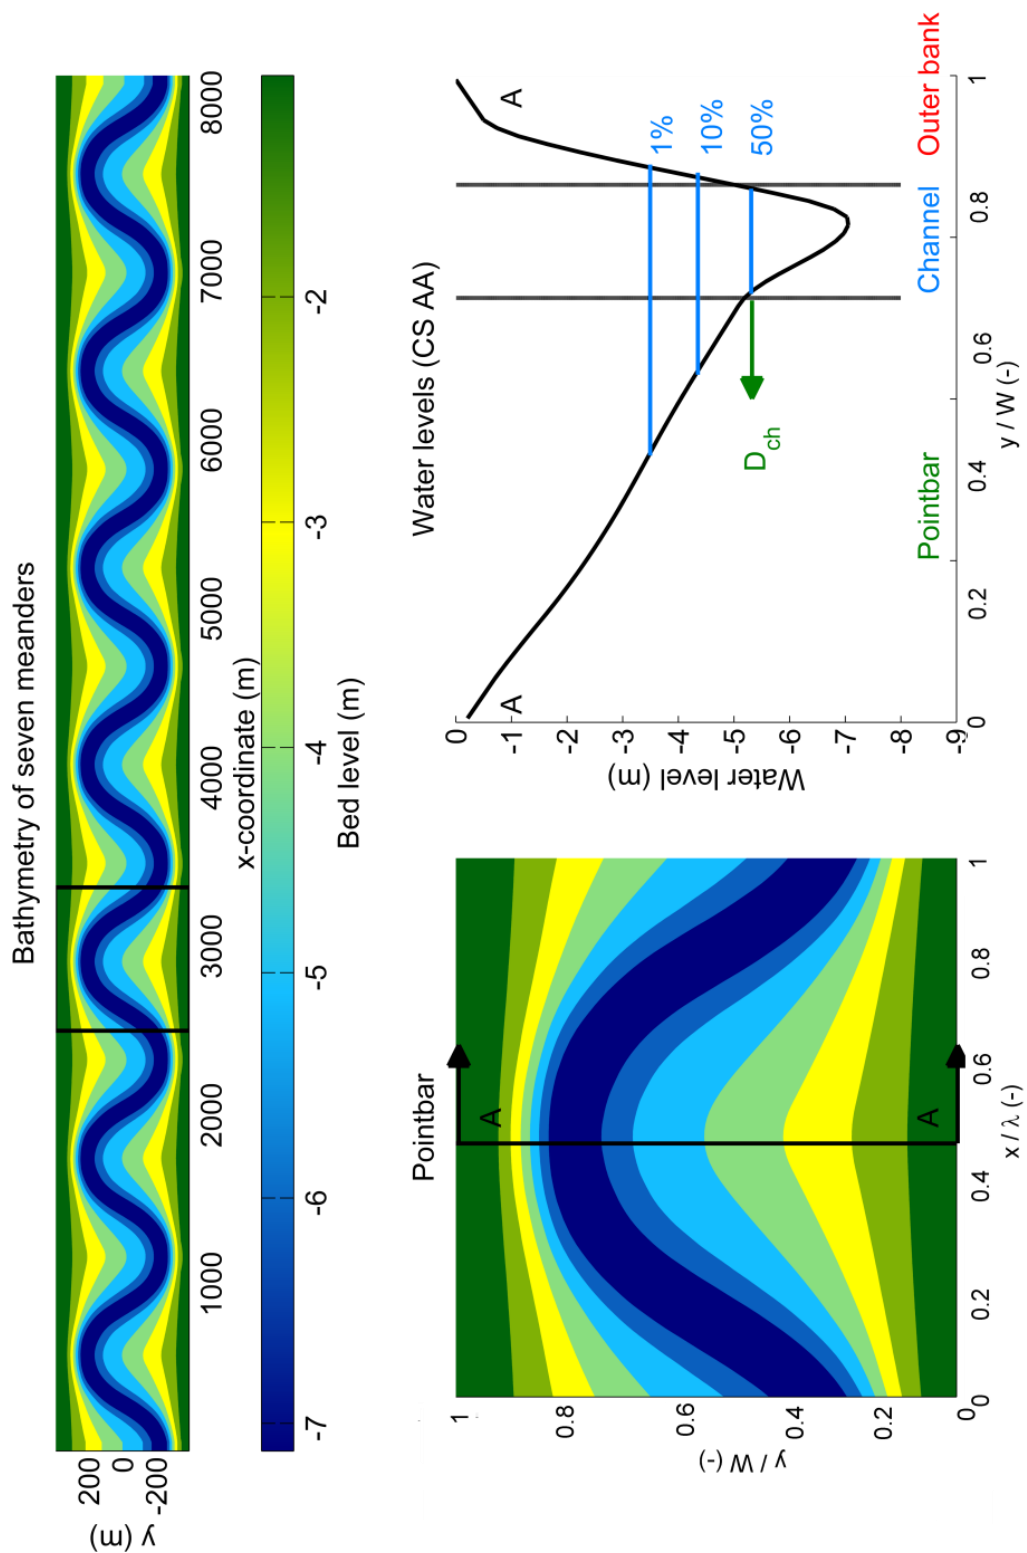 Bathymetry of seven meanders
y (m)
200
0
-200
1000
2000
3000
4000
5000
6000
7000
8000
x-coordinate (m)
-7
-6
-5
-4
-3
-2
Bed level (m)
Pointbar
A
A
y / W (-)
1
0.8
0.6
0.4
0.2
0
0
0.2
0.4
0.6
0.8
1
x / λ (-)
Water levels (CS AA)
Water level (m)
0
-1
-2
-3
-4
-5
-6
-7
-8
-9
A
A
1%
10%
50%
D_ch
Pointbar
Channel
Outer bank
0
0.2
0.4
0.6
0.8
1
y / W (-)